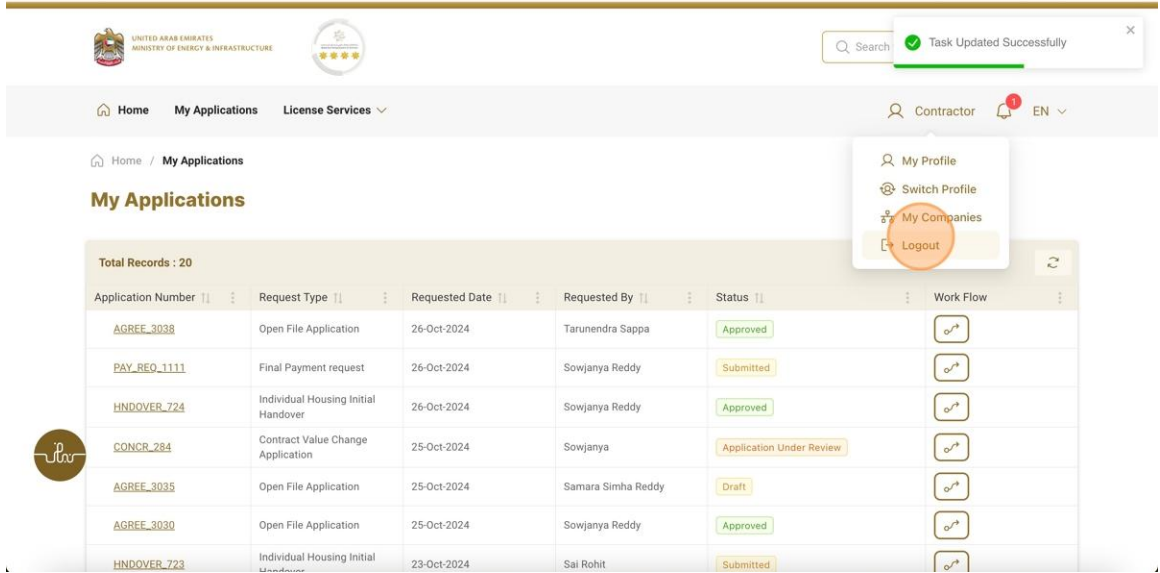 UNITED ARAB EMIRATES
MINISTRY OF ENERGY & INFRASTRUCTURE
Search
Task Updated Successfully
Home My Applications License Services
Contractor 1 EN
Home / My Applications
My Profile
Switch Profile
My Companies
Logout
My Applications
Total Records : 20
Application Number Request Type Requested Date Requested By Status Work Flow
AGREE_3038 Open File Application 26-Oct-2024 Tarunendra Sappa Approved
PAY_REQ_1111 Final Payment request 26-Oct-2024 Sowjanya Reddy Submitted
HNDOVER_724 Individual Housing Initial Handover 26-Oct-2024 Sowjanya Reddy Approved
CONCR_284 Contract Value Change Application 25-Oct-2024 Sowjanya Application Under Review
AGREE_3035 Open File Application 25-Oct-2024 Samara Simha Reddy Draft
AGREE_3030 Open File Application 25-Oct-2024 Sowjanya Reddy Approved
HNDOVER_723 Individual Housing Initial Handover 23-Oct-2024 Sai Rohit Submitted